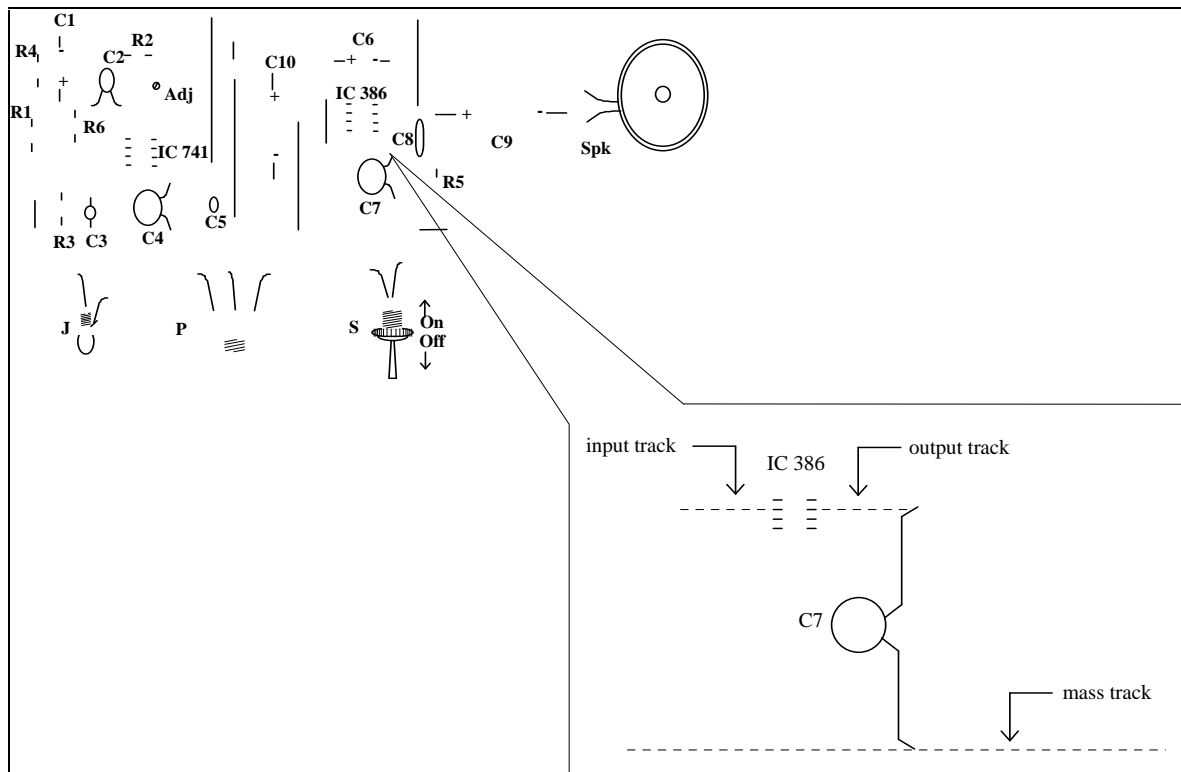 C1
R4
C2
R2
C6
C10
Adj
IC 386
R1
R6
IC 741
C8
C9
Spk
R5
C7
R3
C3
C4
C5
J
P
S
On
Off
input track
output track
IC 386
C7
mass track